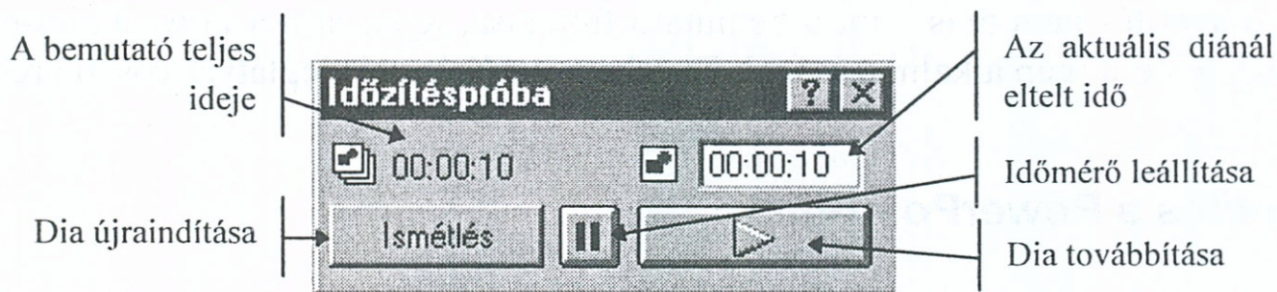 A bemutató teljes
ideje
Az aktuális diánál
eltelt idő
Időzítéspróba
00:00:10
00:00:10
Időmérő leállítása
Dia újraindítása
Ismétlés
Dia továbbítása